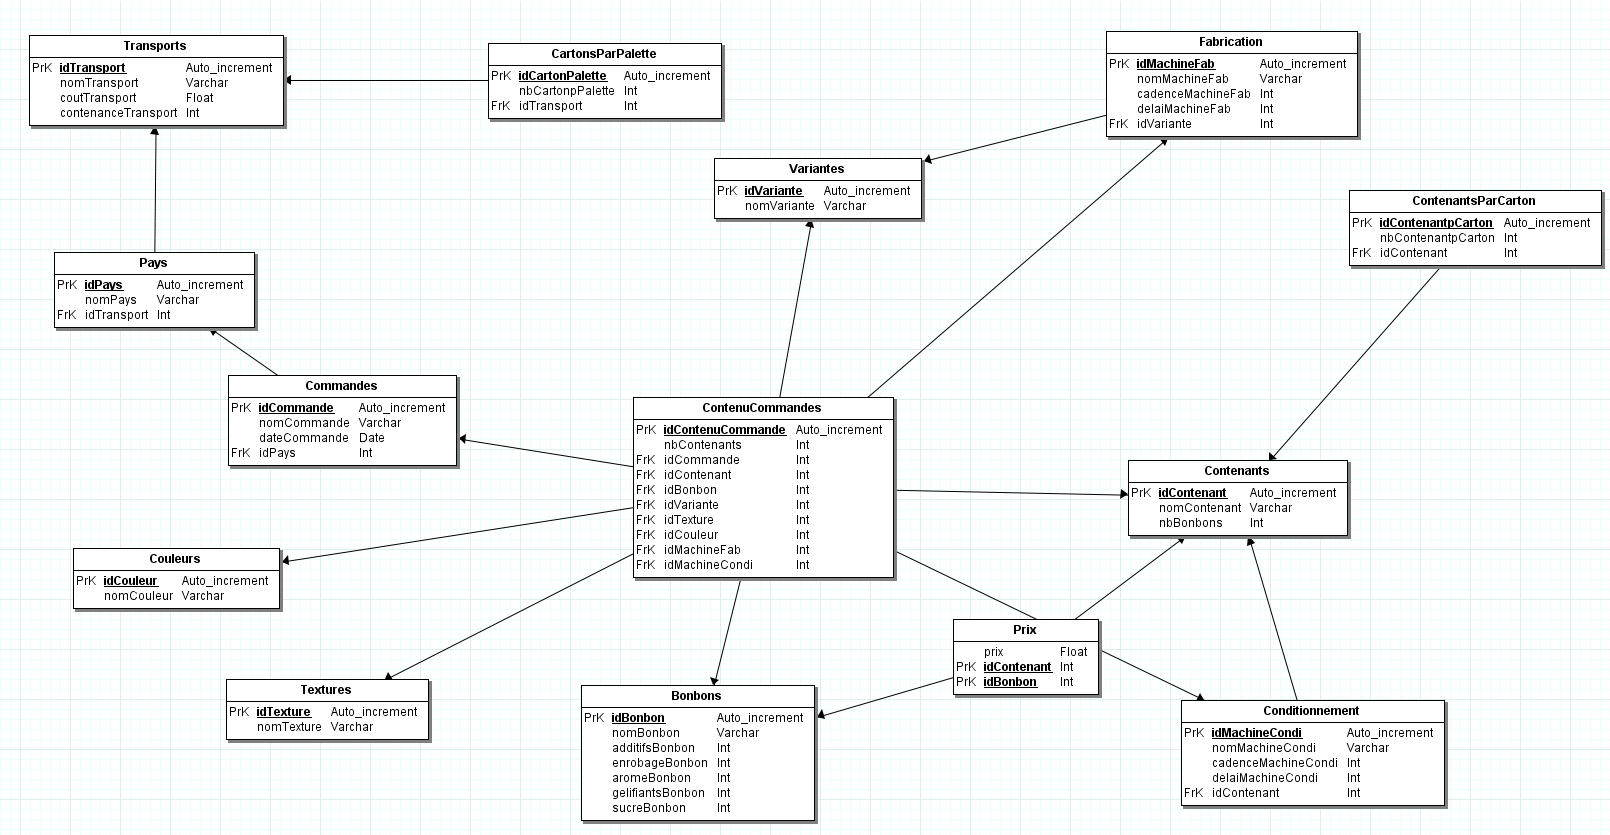 Transports
PrK idTransport Auto_increment
nomTransport Varchar
coutTransport Float
contenanceTransport Int
CartonsParPalette
PrK idCartonPalette Auto_increment
nbCartonpPalette Int
FrK idTransport Int
Fabrication
PrK idMachineFab Auto_increment
nomMachineFab Varchar
cadenceMachineFab Int
delaiMachineFab Int
FrK idVariante Int
Variantes
PrK idVariante Auto_increment
nomVariante Varchar
ContenantsParCarton
PrK idContenantpCarton Auto_increment
nbContenantpCarton Int
FrK idContenant Int
Pays
PrK idPays Auto_increment
nomPays Varchar
FrK idTransport Int
Commandes
PrK idCommande Auto_increment
nomCommande Varchar
dateCommande Date
FrK idPays Int
ContenuCommandes
PrK idContenuCommande Auto_increment
nbContenants Int
FrK idCommande Int
FrK idContenant Int
FrK idBonbon Int
FrK idVariante Int
FrK idTexture Int
FrK idCouleur Int
FrK idMachineFab Int
FrK idMachineCondi Int
Contenants
PrK idContenant Auto_increment
nomContenant Varchar
nbBonbons Int
Couleurs
PrK idCouleur Auto_increment
nomCouleur Varchar
Prix
prix Float
PrK idContenant Int
PrK idBonbon Int
Textures
PrK idTexture Auto_increment
nomTexture Varchar
Bonbons
PrK idBonbon Auto_increment
nomBonbon Varchar
additifsBonbon Int
enrobageBonbon Int
aromeBonbon Int
gelifiantsBonbon Int
sucreBonbon Int
Conditionnement
PrK idMachineCondi Auto_increment
nomMachineCondi Varchar
cadenceMachineCondi Int
delaiMachineCondi Int
FrK idContenant Int